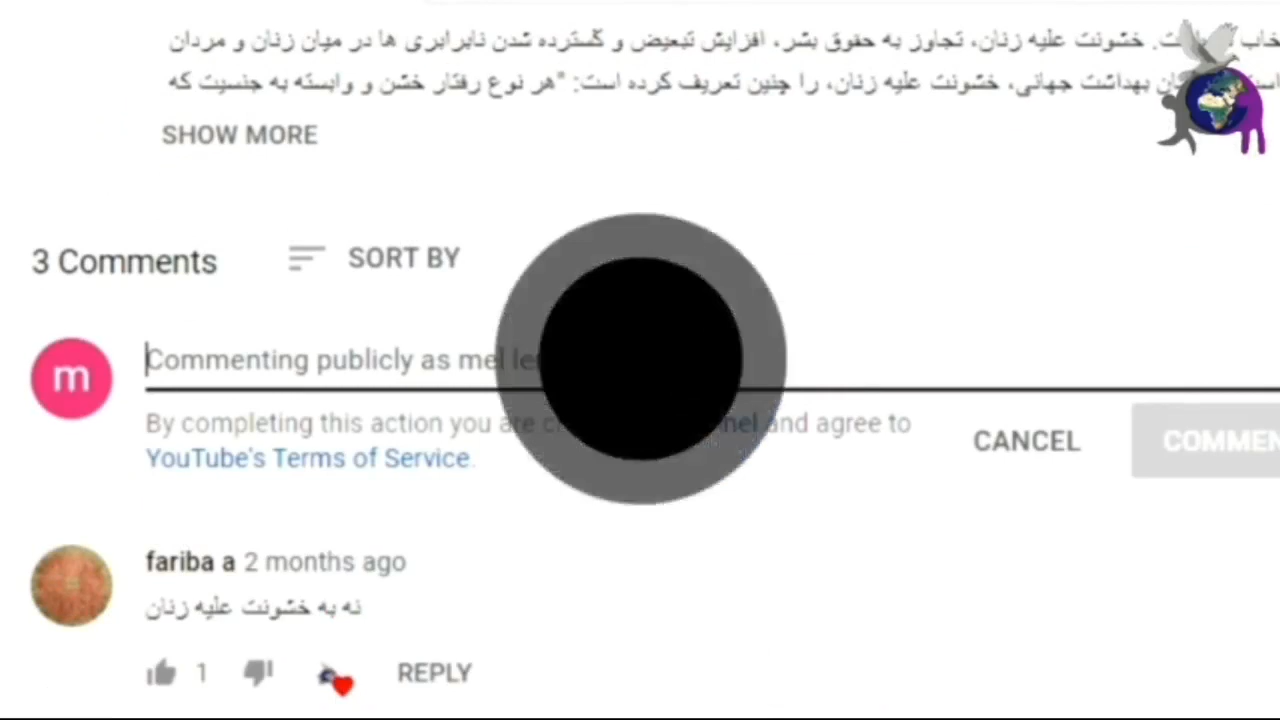 خشونت علیه زنان، تجاوز به حقوق بشر، افزایش تبعیض و گسترده شدن نابرابری ها در میان زنان و مردان
بهداشت جهانی، خشونت علیه زنان، را چنین تعریف کرده است: "هر نوع رفتار خشن و وابسته به جنسیت که
SHOW MORE
3 Comments
SORT BY
m
Commenting publicly as mel
By completing this action you are and agree to
YouTube's Terms of Service.
CANCEL
fariba a 2 months ago
نه به خشونت علیه زنان
1
REPLY